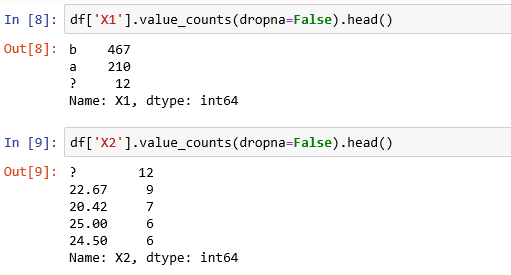 In [8]: df['X1'].value_counts(dropna=False).head()
Out[8]: b    467
a    210
?     12
Name: X1, dtype: int64
In [9]: df['X2'].value_counts(dropna=False).head()
Out[9]: ?        12
22.67     9
20.42     7
25.00     6
24.50     6
Name: X2, dtype: int64